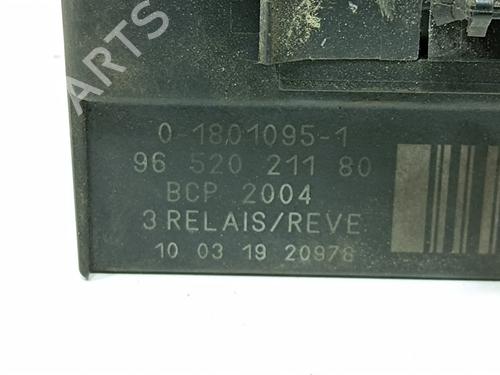 ARTS
0-1801095-1
96 520 211 80
BCP 2004
3 RELAIS/REVE
10 03 19 20978